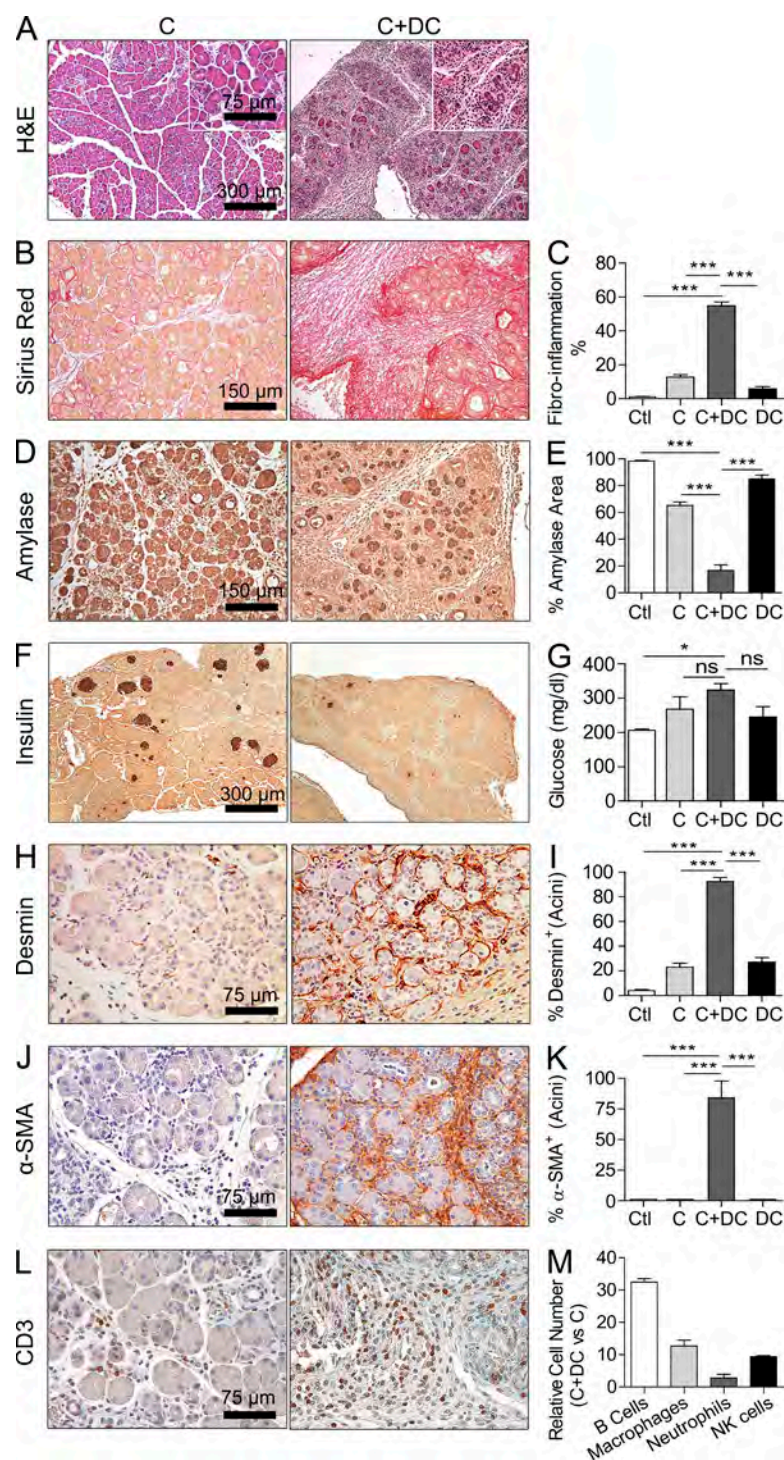 C C+DC
A H&E 75 µm 300 µm
B Sirius Red 150 µm
C Fibro-inflammation %
80
60
40
20
0
*** *** ***
Ctl C C+DC DC
D Amylase 150 µm
E % Amylase Area
100
80
60
40
20
0
*** *** ***
Ctl C C+DC DC
F Insulin 300 µm
G Glucose (mg/dl)
400
300
200
100
0
* ns ns
Ctl C C+DC DC
H Desmin 75 µm
I % Desmin+ (Acini)
100
80
60
40
20
0
*** *** ***
Ctl C C+DC DC
J α-SMA 75 µm
K % α-SMA+ (Acini)
100
75
50
25
0
*** *** ***
Ctl C C+DC DC
L CD3 75 µm
M Relative Cell Number
(C+DC vs C)
40
30
20
10
0
B Cells
Macrophages
Neutrophils
NK cells